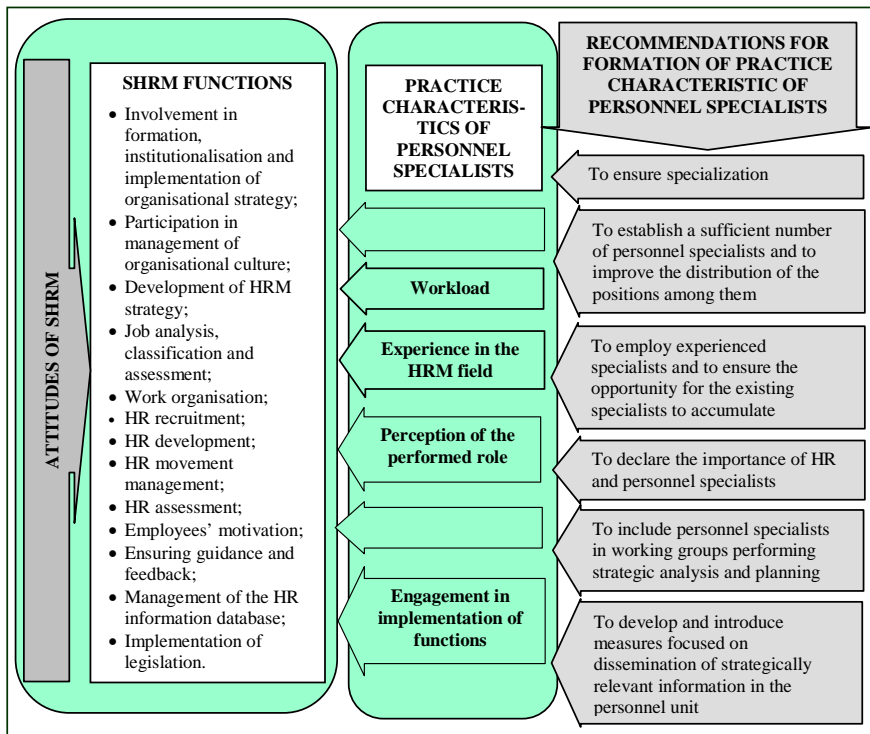 ATTITUDES OF SHRM
SHRM FUNCTIONS
• Involvement in
formation,
institutionalisation and
implementation of
organisational strategy;
• Participation in
management of
organisational culture;
• Development of HRM
strategy;
• Job analysis,
classification and
assessment;
• Work organisation;
• HR recruitment;
• HR development;
• HR movement
management;
• HR assessment;
• Employees’ motivation;
• Ensuring guidance and
feedback;
• Management of the HR
information database;
• Implementation of
legislation.
PRACTICE
CHARACTERIS-
TICS OF
PERSONNEL
SPECIALISTS
Workload
Experience in the
HRM field
Perception of the
performed role
Engagement in
implementation of
functions
RECOMMENDATIONS FOR
FORMATION OF PRACTICE
CHARACTERISTIC OF
PERSONNEL SPECIALISTS
To ensure specialization
To establish a sufficient number
of personnel specialists and to
improve the distribution of the
positions among them
To employ experienced
specialists and to ensure the
opportunity for the existing
specialists to accumulate
To declare the importance of HR
and personnel specialists
To include personnel specialists
in working groups performing
strategic analysis and planning
To develop and introduce
measures focused on
dissemination of strategically
relevant information in the
personnel unit